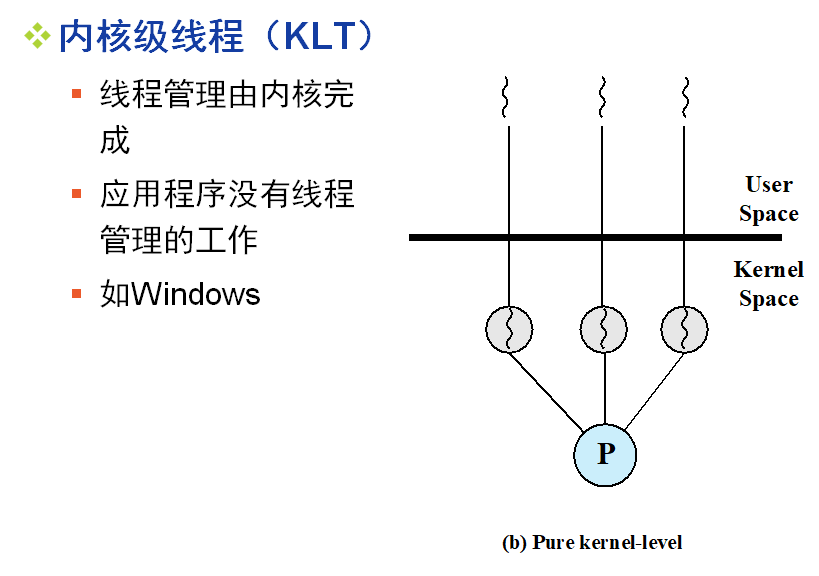 内核级线程（KLT）
线程管理由内核完
成
应用程序没有线程
管理的工作
如Windows
User
Space
Kernel
Space
P
(b) Pure kernel-level